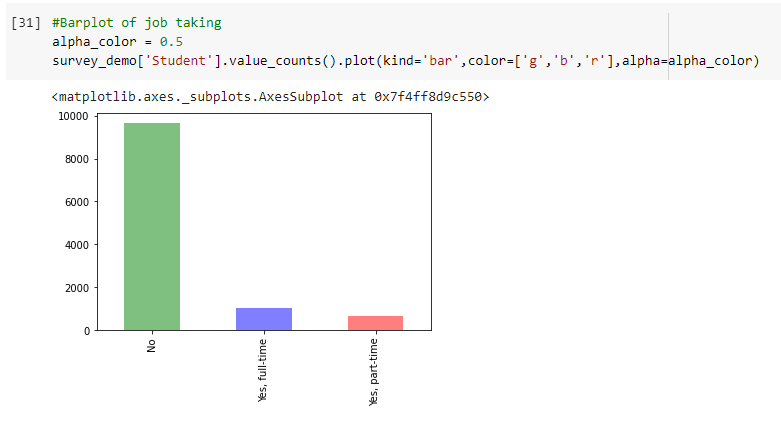 [31] #Barplot of job taking
alpha_color = 0.5
survey_demo['Student'].value_counts().plot(kind='bar',color=['g','b','r'],alpha=alpha_color)
<matplotlib.axes._subplots.AxesSubplot at 0x7f4ff8d9c550>
10000
8000
6000
4000
2000
0
No
Yes, full-time
Yes, part-time